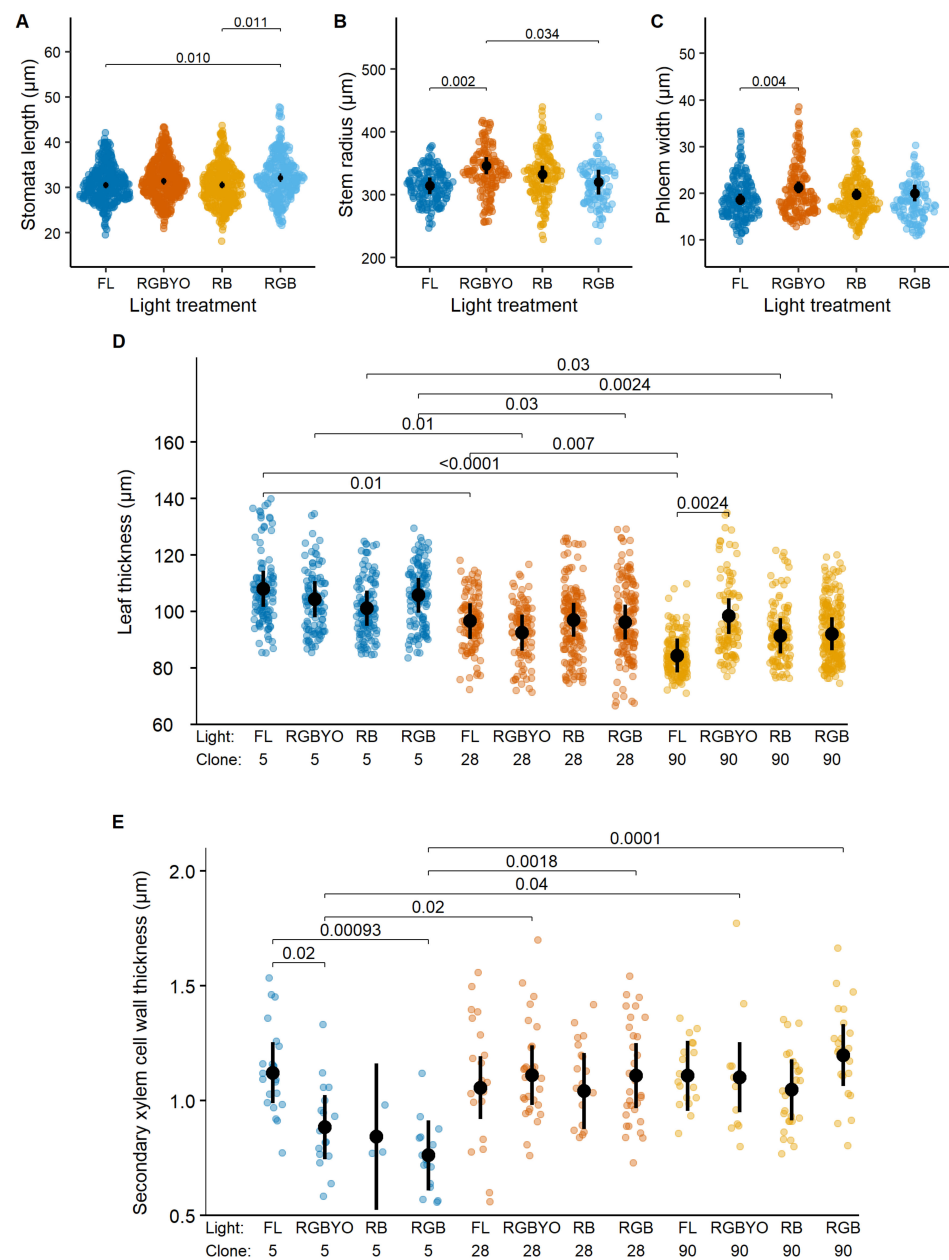 A
B
C
0.011
0.010
0.034
0.002
0.004
Stomata length (µm)
60
50
40
30
20
Stem radius (µm)
500
400
300
200
Phloem width (µm)
50
40
30
20
10
FL RGBYO RB RGB
FL RGBYO RB RGB
FL RGBYO RB RGB
Light treatment
Light treatment
Light treatment
D
0.03
0.0024
0.03
0.01
0.007
<0.0001
0.01
0.0024
Leaf thickness (µm)
160
140
120
100
80
60
Light: FL RGBYO RB RGB FL RGBYO RB RGB FL RGBYO RB RGB
Clone: 5 5 5 5 28 28 28 28 90 90 90 90
E
0.0001
0.0018
0.04
0.02
0.00093
0.02
Secondary xylem cell wall thickness (µm)
2.0
1.5
1.0
0.5
Light: FL RGBYO RB RGB FL RGBYO RB RGB FL RGBYO RB RGB
Clone: 5 5 5 5 28 28 28 28 90 90 90 90